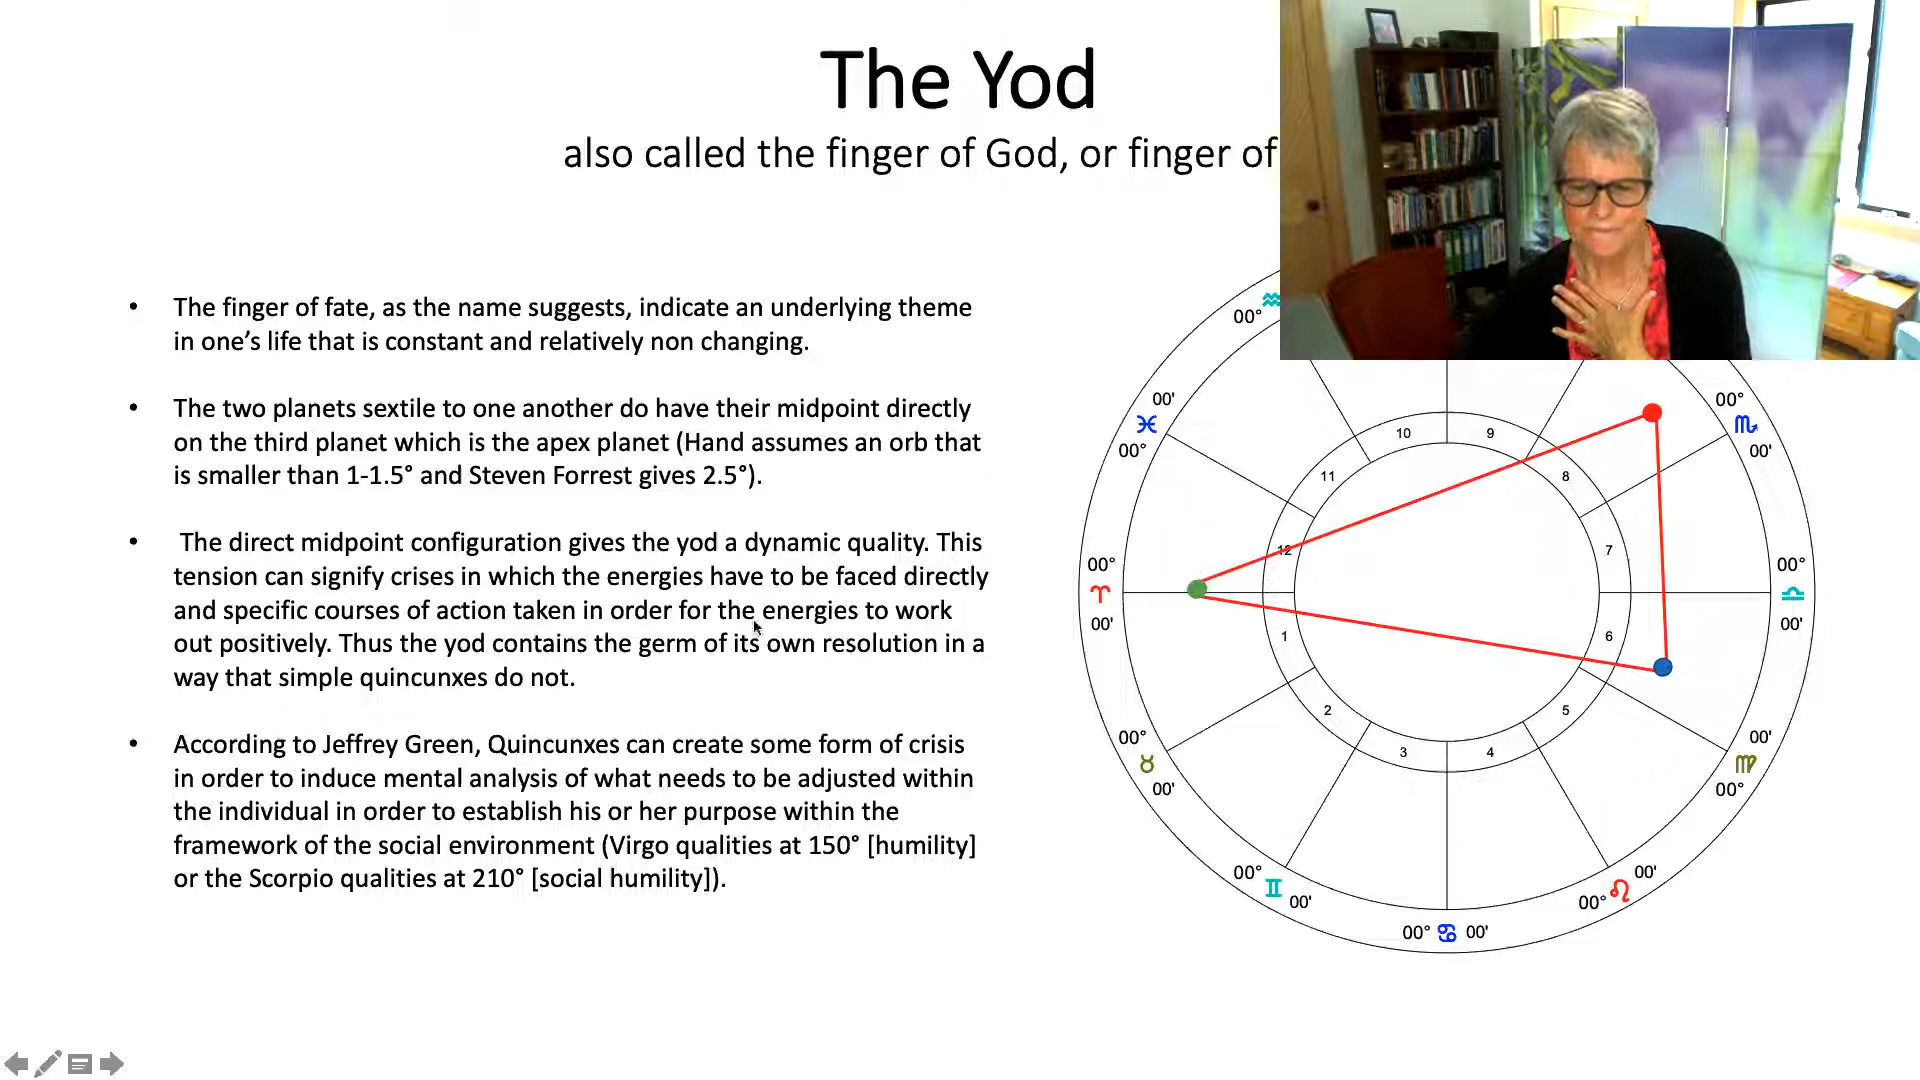 The Yod
also called the finger of God, or finger of
• The finger of fate, as the name suggests, indicate an underlying theme
in one’s life that is constant and relatively non changing.
• The two planets sextile to one another do have their midpoint directly
on the third planet which is the apex planet (Hand assumes an orb that
is smaller than 1-1.5° and Steven Forrest gives 2.5°).
• The direct midpoint configuration gives the yod a dynamic quality. This
tension can signify crises in which the energies have to be faced directly
and specific courses of action taken in order for the energies to work
out positively. Thus the yod contains the germ of its own resolution in a
way that simple quincunxes do not.
• According to Jeffrey Green, Quincunxes can create some form of crisis
in order to induce mental analysis of what needs to be adjusted within
the individual in order to establish his or her purpose within the
framework of the social environment (Virgo qualities at 150° [humility]
or the Scorpio qualities at 210° [social humility]).
♒
00°
00'
♓
00°
00°
♈
00'
00°
♉
00'
00°
♊
00'
00° ♋ 00'
00° ♌ 00'
00'
♍
00°
00°
♎
00'
00°
♏
00'
10
9
11
8
12
7
1
6
2
5
3
4